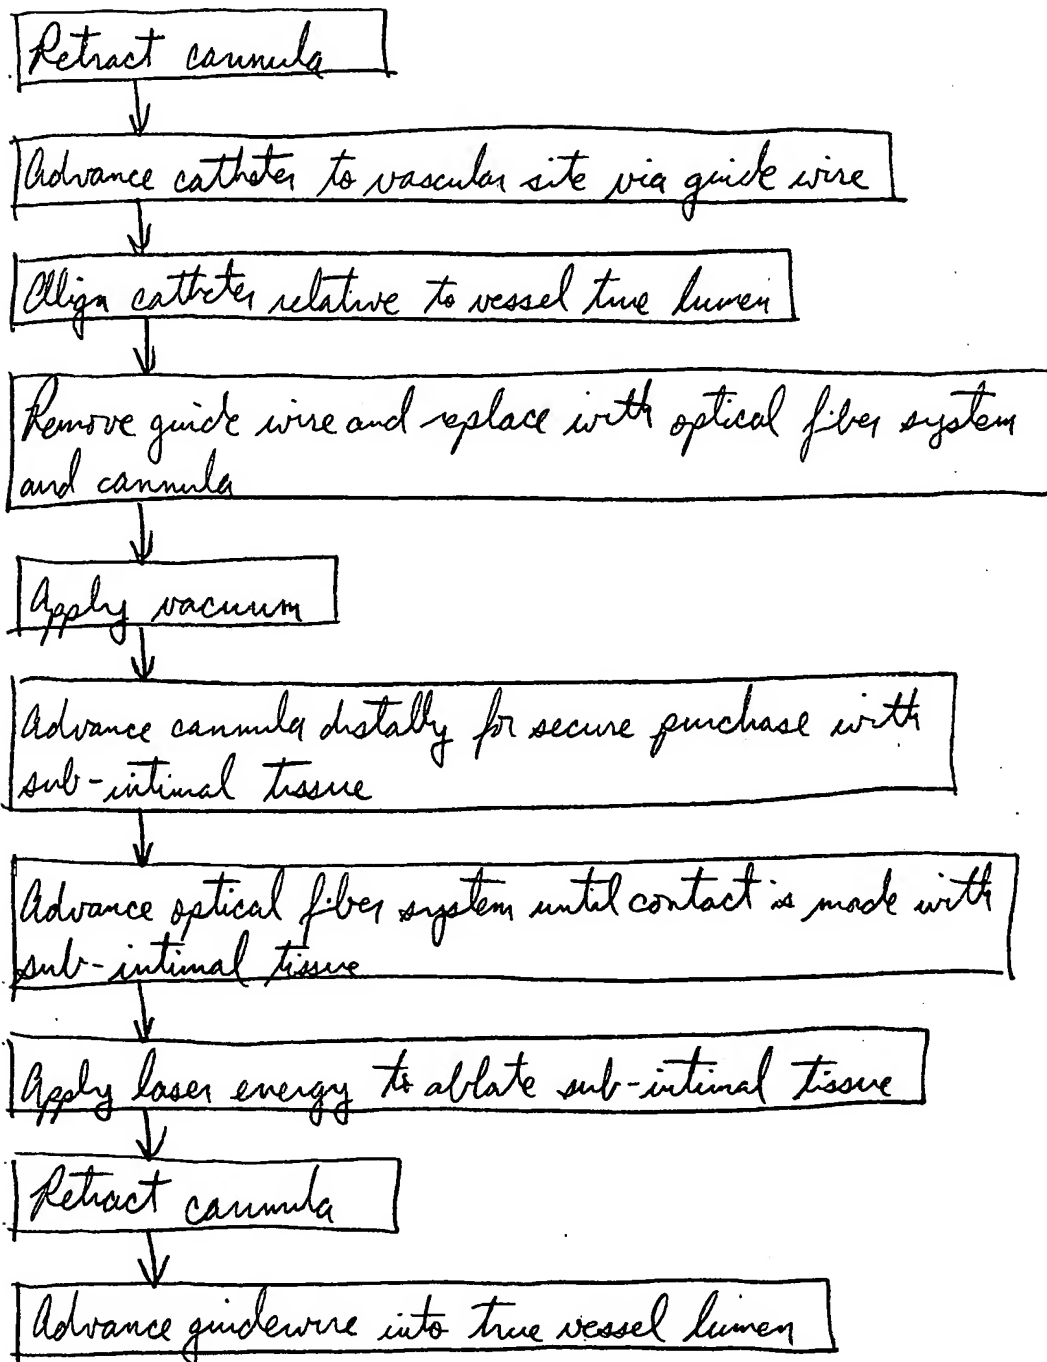 Retract cannula
Advance catheter to vascular site via guide wire
Align catheter relative to vessel true lumen
Remove guide wire and replace with optical fiber system
and cannula
Apply vacuum
Advance cannula distally for secure purchase with
sub-intimal tissue
Advance optical fiber system until contact is made with
sub-intimal tissue
Apply laser energy to ablate sub-intimal tissue
Retract cannula
Advance guidewire into true vessel lumen